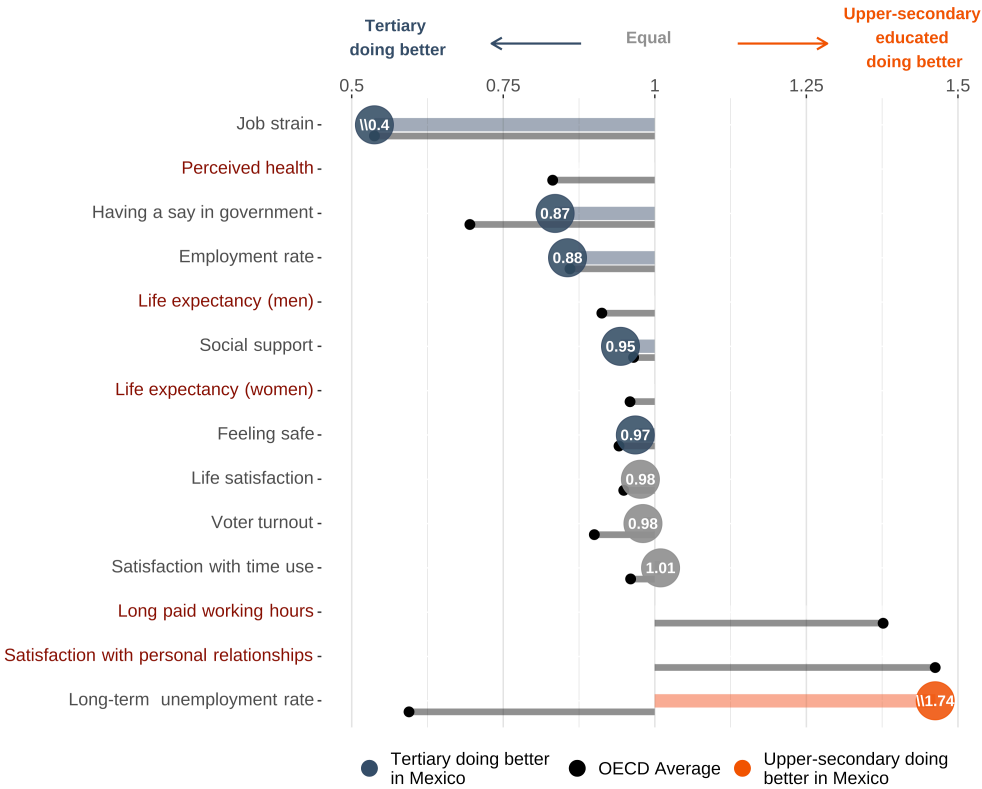 Tertiary
doing better
Equal
Upper-secondary
educated
doing better
0.5 0.75 1 1.25 1.5
Job strain
\\0.4
Perceived health
Having a say in government
0.87
Employment rate
0.88
Life expectancy (men)
Social support
0.95
Life expectancy (women)
Feeling safe
0.97
Life satisfaction
0.98
Voter turnout
0.98
Satisfaction with time use
1.01
Long paid working hours
Satisfaction with personal relationships
Long-term unemployment rate
\\1.74
Tertiary doing better
in Mexico
OECD Average
Upper-secondary doing
better in Mexico